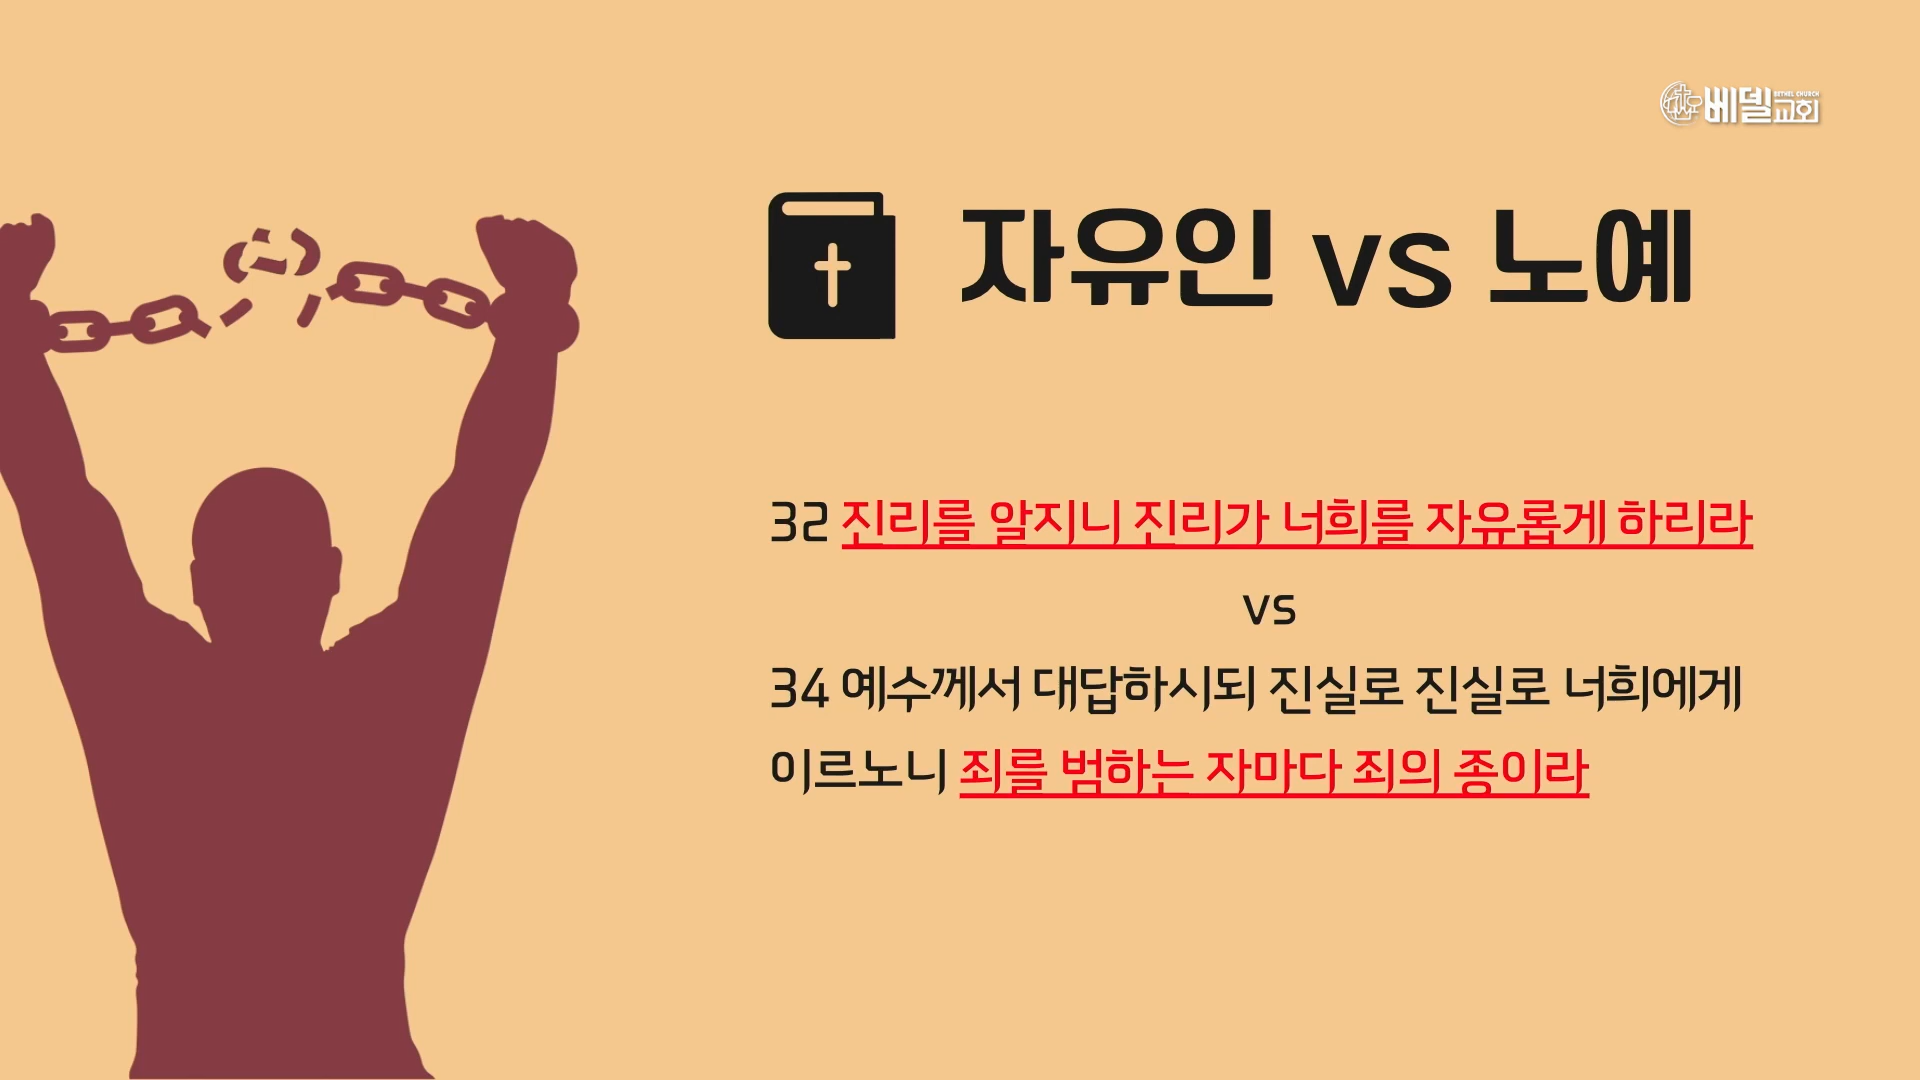 베델교회
BETHEL CHURCH
자유인 vs 노예
32 진리를 알지니 진리가 너희를 자유롭게 하리라
vs
34 예수께서 대답하시되 진실로 진실로 너희에게
이르노니 죄를 범하는 자마다 죄의 종이라